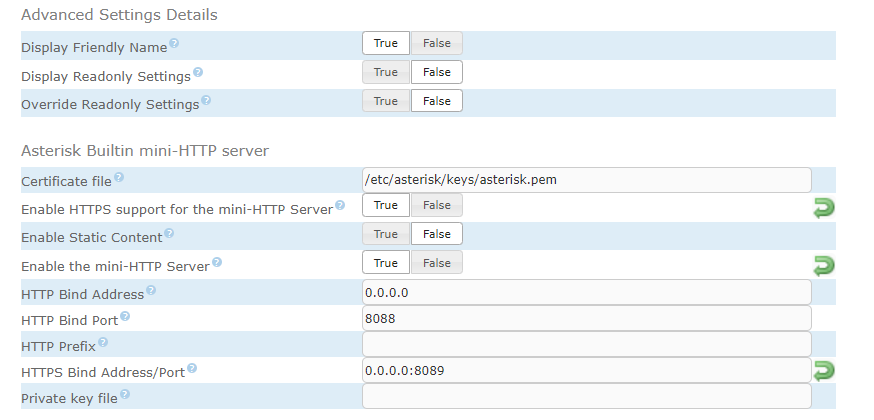 Advanced Settings Details
Display Friendly Name ? True False
Display Readonly Settings ? True False
Override Readonly Settings ? True False
Asterisk Builtin mini-HTTP server
Certificate file ? /etc/asterisk/keys/asterisk.pem
Enable HTTPS support for the mini-HTTP Server ? True False
Enable Static Content ? True False
Enable the mini-HTTP Server ? True False
HTTP Bind Address ? 0.0.0.0
HTTP Bind Port ? 8088
HTTP Prefix ?
HTTPS Bind Address/Port ? 0.0.0.0:8089
Private key file ?